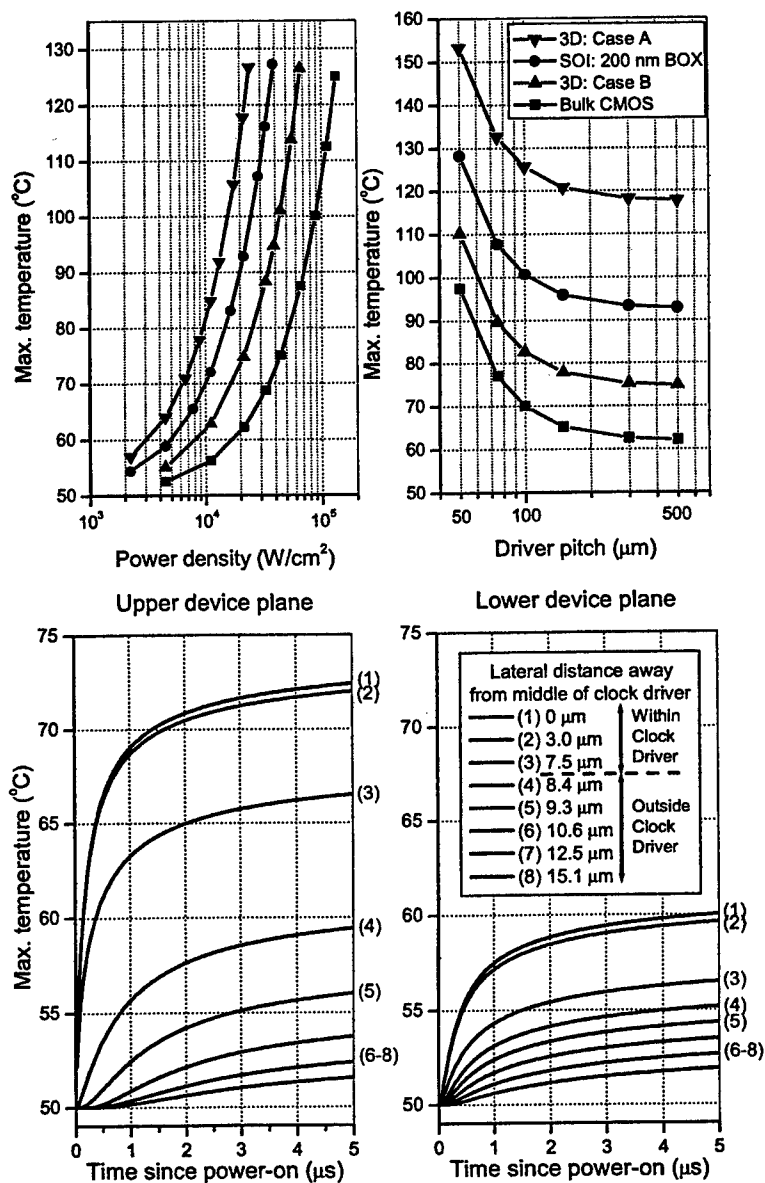 130
120
110
100
90
80
70
60
50
Max. temperature (°C)
10³
10⁴
10⁵
Power density (W/cm²)
160
150
140
130
120
110
100
90
80
70
60
50
Max. temperature (°C)
3D: Case A
SOI: 200 nm BOX
3D: Case B
Bulk CMOS
50
100
500
Driver pitch (μm)
Upper device plane
75
70
65
60
55
50
Max. temperature (°C)
(1)
(2)
(3)
(4)
(5)
(6-8)
0
1
2
3
4
5
Time since power-on (μs)
Lower device plane
75
70
65
60
55
50
Lateral distance away
from middle of clock driver
(1) 0 μm
(2) 3.0 μm
(3) 7.5 μm
(4) 8.4 μm
(5) 9.3 μm
(6) 10.6 μm
(7) 12.5 μm
(8) 15.1 μm
Within
Clock
Driver
Outside
Clock
Driver
(1)
(2)
(3)
(4)
(5)
(6-8)
0
1
2
3
4
5
Time since power-on (μs)